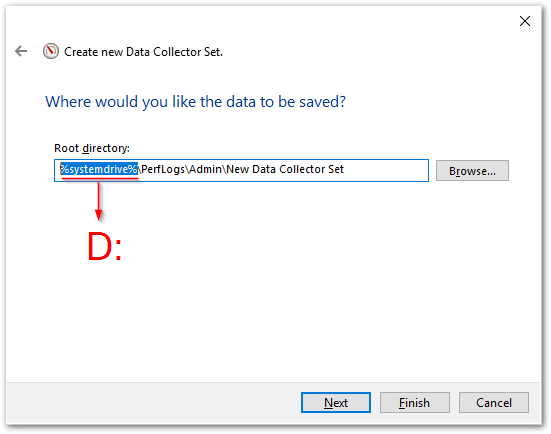 Create new Data Collector Set.
Where would you like the data to be saved?
Root directory:
%systemdrive%\PerfLogs\Admin\New Data Collector Set
Browse...
D:
Next
Finish
Cancel